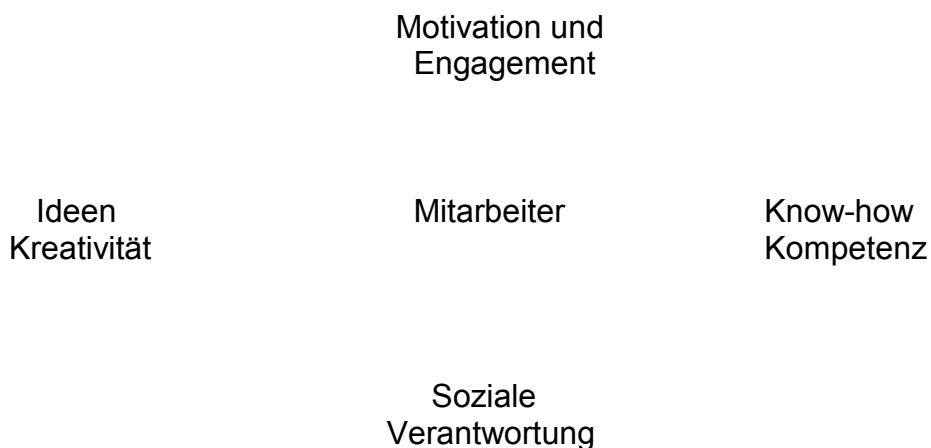 Motivation und
Engagement
Ideen
Kreativität
Mitarbeiter
Know-how
Kompetenz
Soziale
Verantwortung